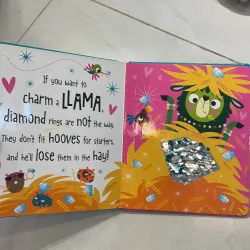 If you want to
charm a LLAMA,
diamond rings are not the way.
They don't fit HOOVES for starters,
and he'll lose them in the hay!